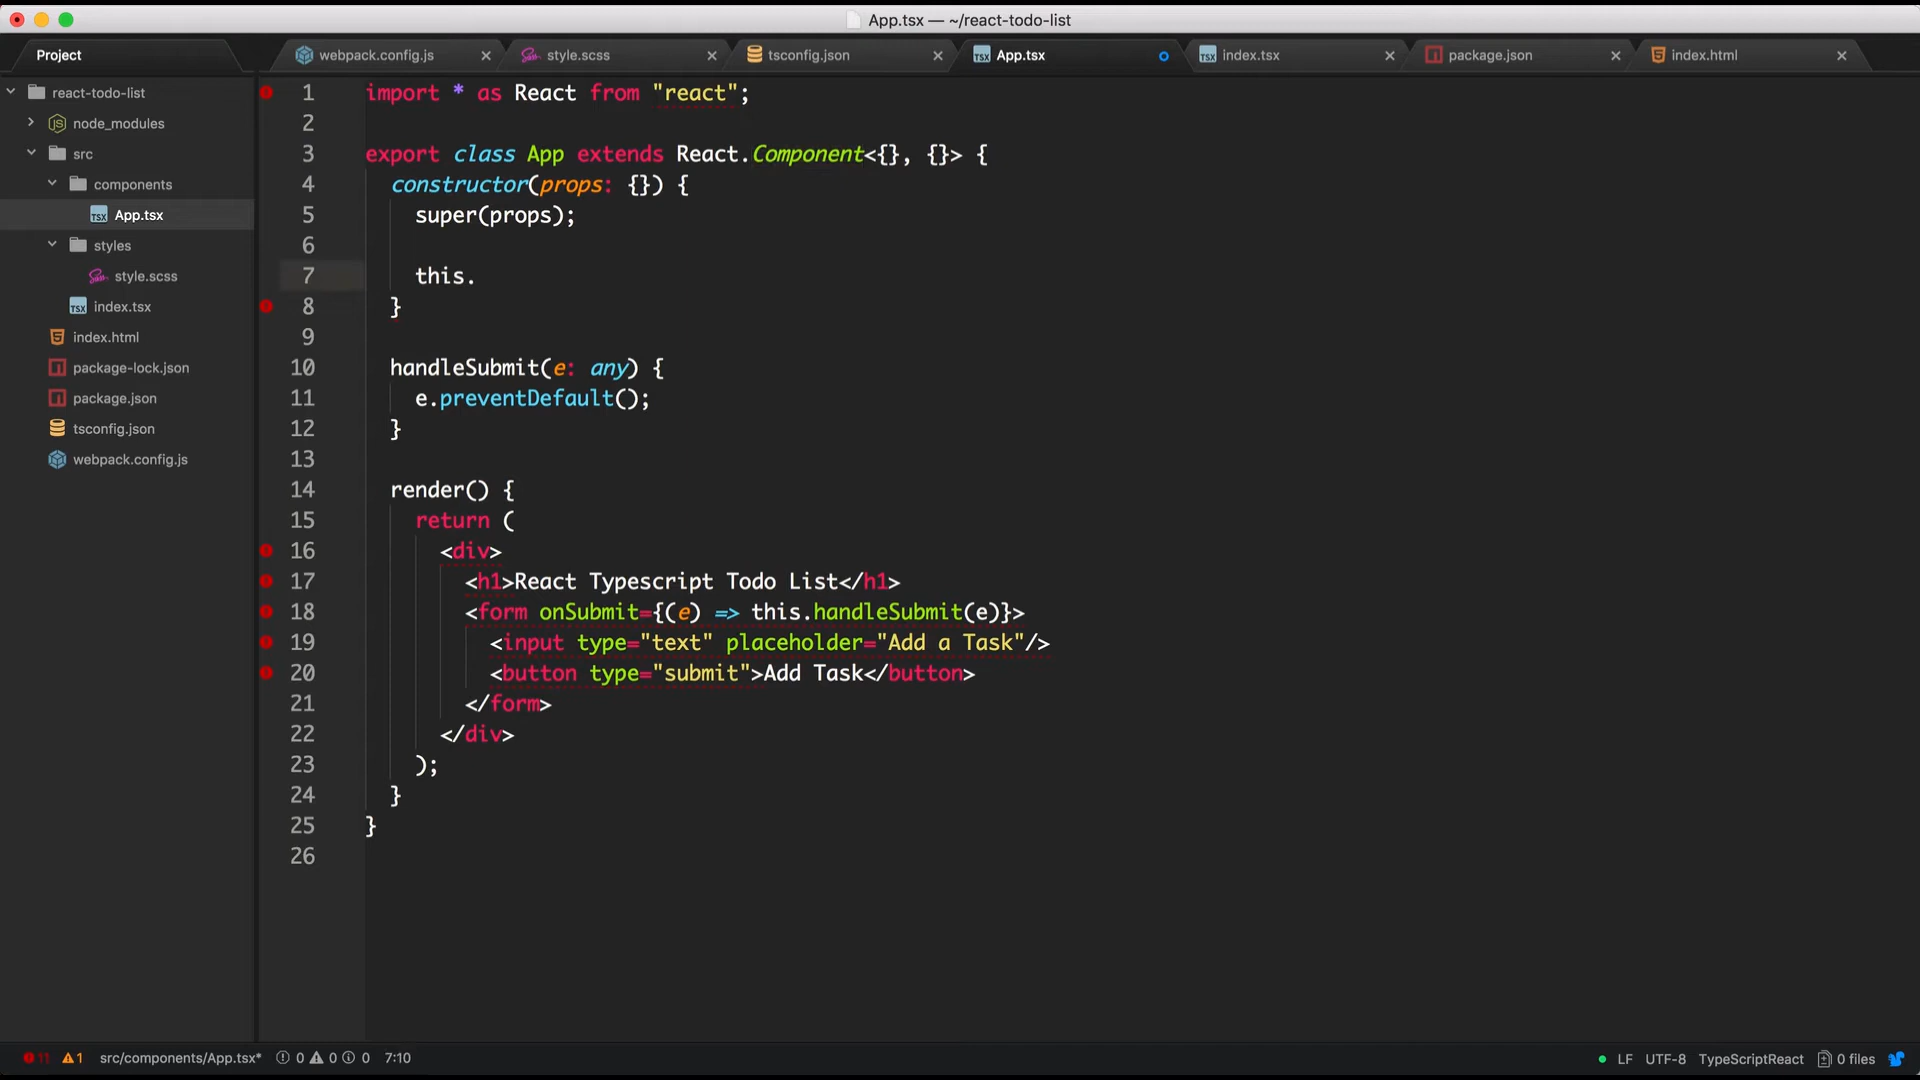 App.tsx — ~/react-todo-list
Project
webpack.config.js
style.scss
tsconfig.json
App.tsx
index.tsx
package.json
index.html
react-todo-list
node_modules
src
components
App.tsx
styles
style.scss
index.tsx
index.html
package-lock.json
package.json
tsconfig.json
webpack.config.js
1 import * as React from "react";
2
3 export class App extends React.Component<{}, {}> {
4 constructor(props: {}) {
5 super(props);
6
7 this.
8 }
9
10 handleSubmit(e: any) {
11 e.preventDefault();
12 }
13
14 render() {
15 return (
16 <div>
17 <h1>React Typescript Todo List</h1>
18 <form onSubmit={(e) => this.handleSubmit(e)}>
19 <input type="text" placeholder="Add a Task"/>
20 <button type="submit">Add Task</button>
21 </form>
22 </div>
23 );
24 }
25 }
26
11 1 src/components/App.tsx* 0 0 0 7:10 LF UTF-8 TypeScriptReact 0 files